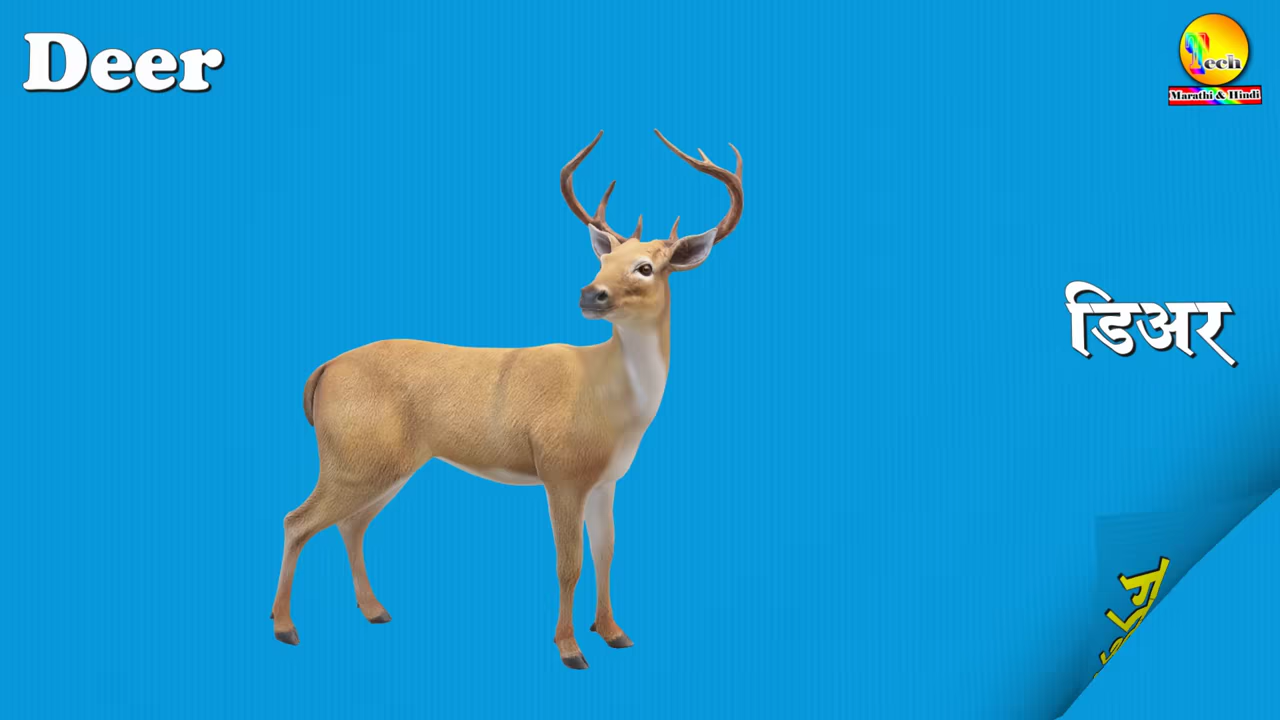 Deer
Tech
Marathi & Hindi
डिअर